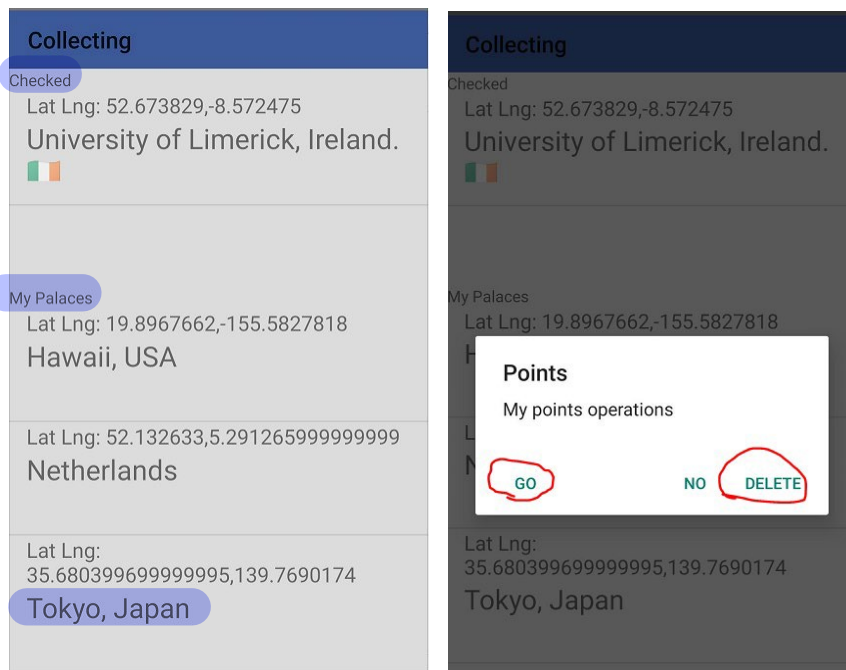 Collecting
Checked
Lat Lng: 52.673829,-8.572475
University of Limerick, Ireland.
My Palaces
Lat Lng: 19.8967662,-155.5827818
Hawaii, USA
Lat Lng: 52.132633,5.291265999999999
Netherlands
Lat Lng:
35.680399699999995,139.7690174
Tokyo, Japan
Collecting
Checked
Lat Lng: 52.673829,-8.572475
University of Limerick, Ireland.
My Palaces
Lat Lng: 19.8967662,-155.5827818
Points
My points operations
GO
NO
DELETE
Lat Lng:
35.680399699999995,139.7690174
Tokyo, Japan